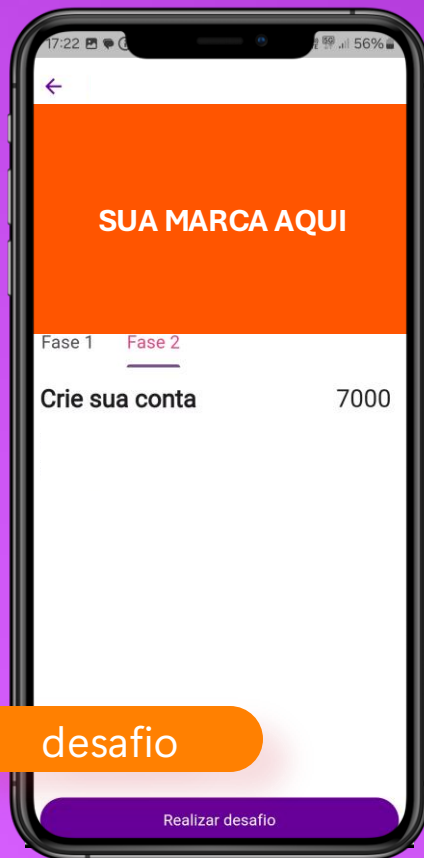 17:22 56%
SUA MARCA AQUI
Fase 1 Fase 2
Crie sua conta 7000
desafio
Realizar desafio